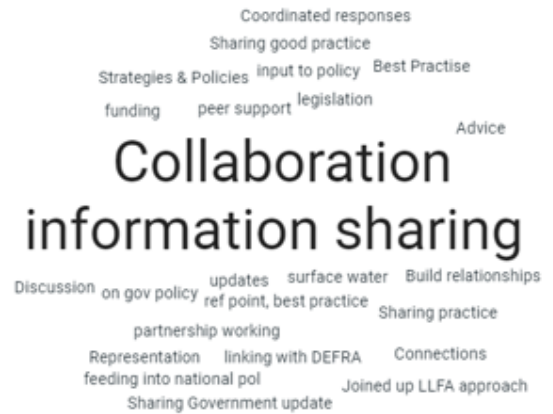 Coordinated responses
Sharing good practice
Strategies & Policies
input to policy
Best Practise
funding
peer support
legislation
Advice
Collaboration
information sharing
Discussion
on gov policy
updates
surface water
Build relationships
ref point, best practice
Sharing practice
partnership working
Representation
linking with DEFRA
Connections
feeding into national pol
Joined up LLFA approach
Sharing Government update